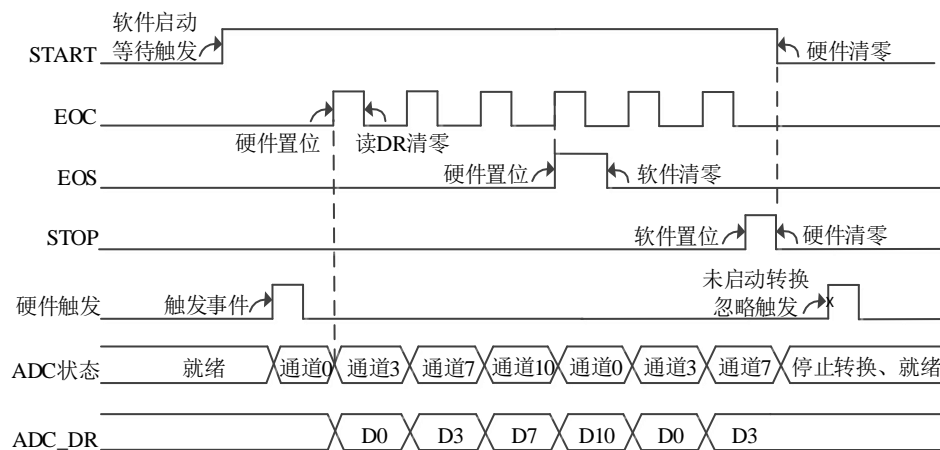 软件启动
等待触发
START
硬件清零
EOC
硬件置位
读DR清零
EOS
硬件置位
软件清零
STOP
软件置位
硬件清零
硬件触发
触发事件
未启动转换
忽略触发
x
ADC状态
就绪
通道0
通道3
通道7
通道10
通道0
通道3
通道7
停止转换、就绪
ADC_DR
D0
D3
D7
D10
D0
D3